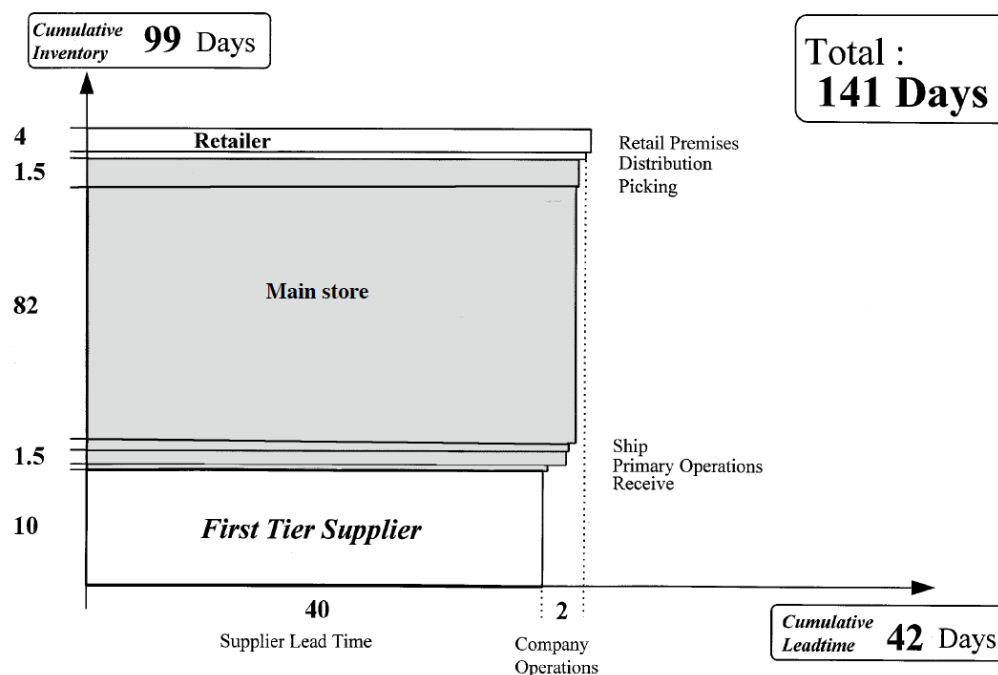 Cumulative Inventory 99 Days
Total :
141 Days
4
Retailer
Retail Premises
1.5
Distribution
Picking
82
Main store
1.5
Ship
Primary Operations
Receive
10
First Tier Supplier
40
2
Supplier Lead Time
Company
Operations
Cumulative Leadtime 42 Days